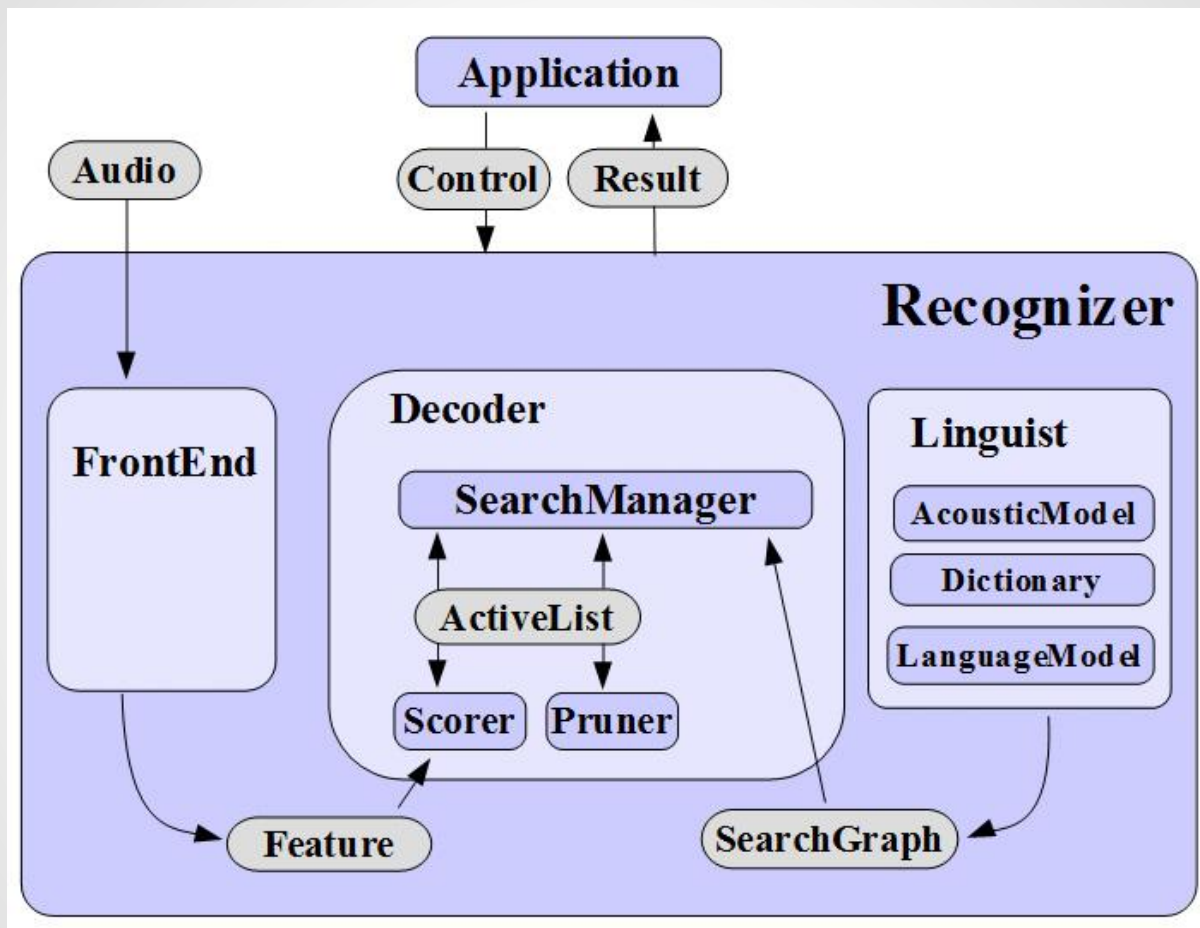 Application
Audio
Control
Result
Recognizer
FrontEnd
Decoder
SearchManager
ActiveList
Scorer
Pruner
Linguist
AcousticModel
Dictionary
LanguageModel
Feature
SearchGraph